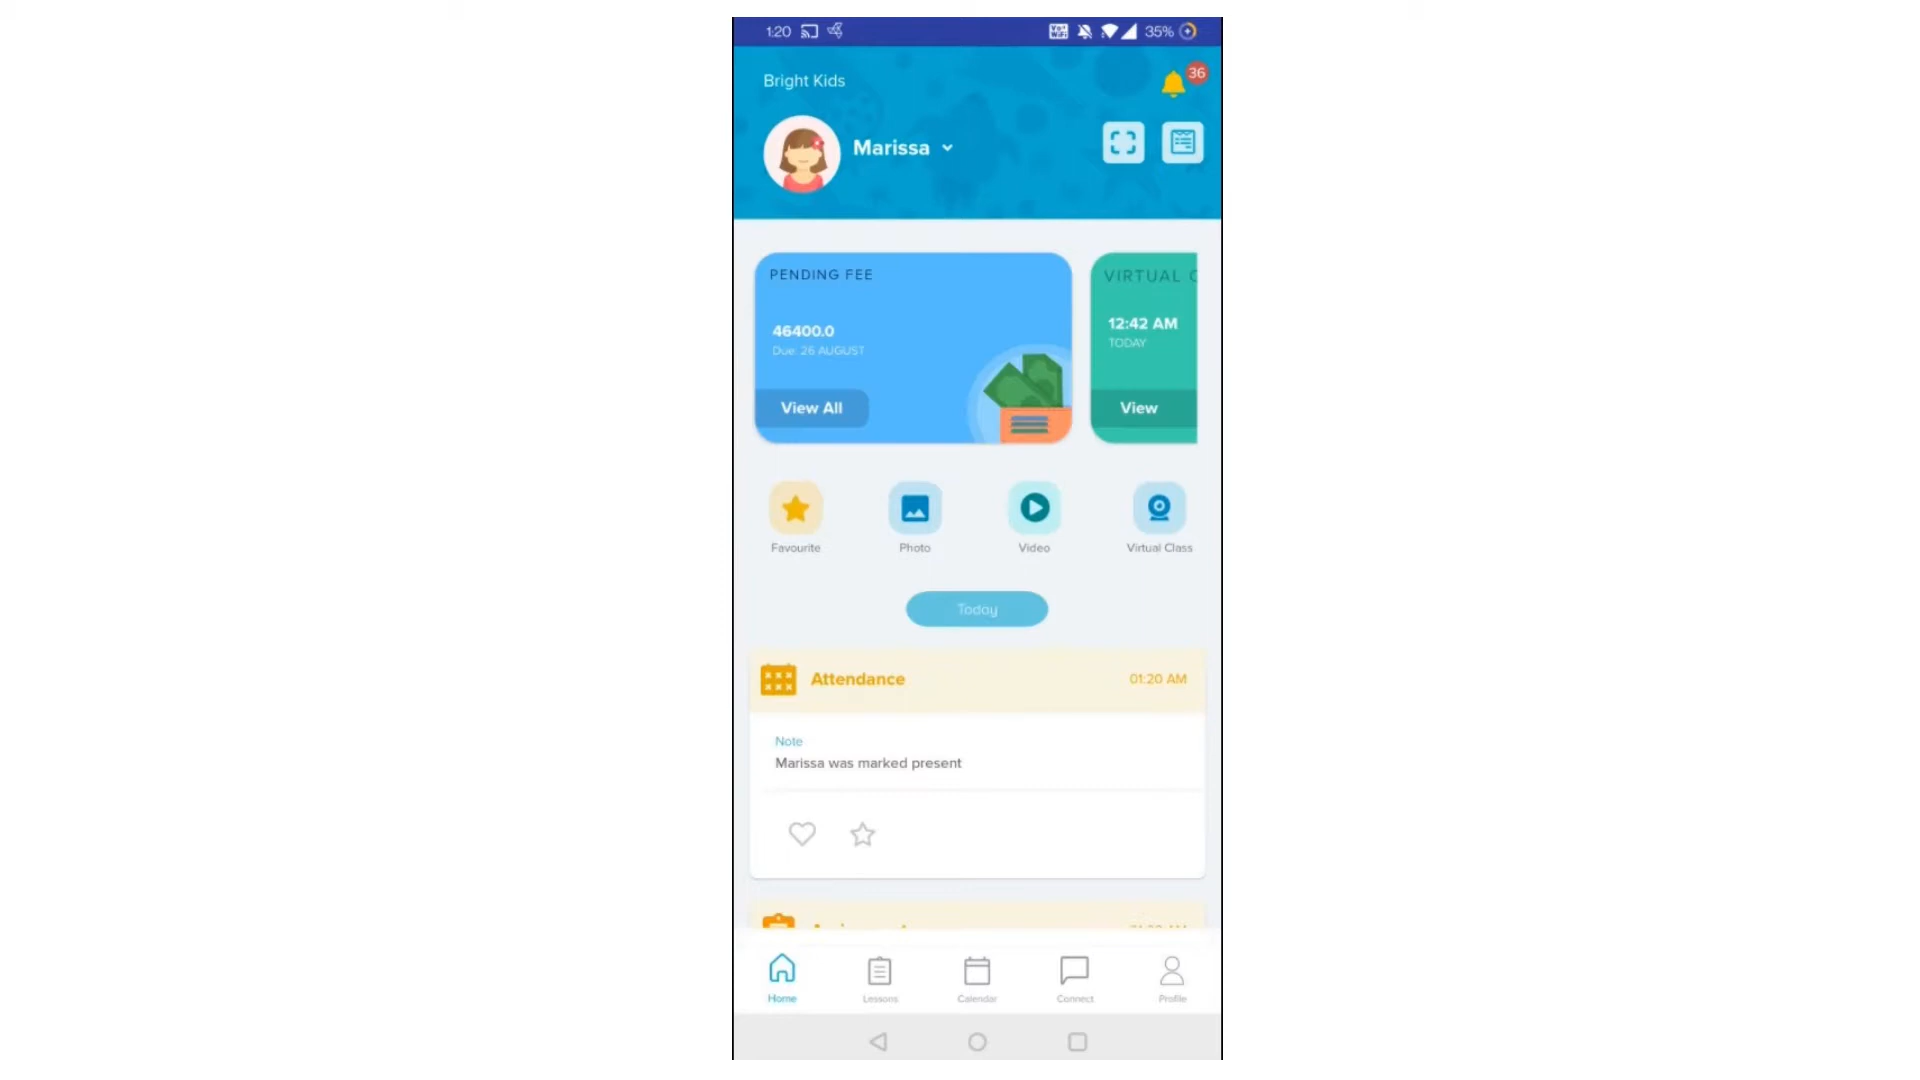 1:20
35%
Bright Kids
36
Marissa
PENDING FEE
46400.0
Due: 26 AUGUST
View All
VIRTUAL C
12:42 AM
TODAY
View
Favourite
Photo
Video
Virtual Class
Today
Attendance
01:20 AM
Note
Marissa was marked present
Home
Lessons
Calendar
Connect
Profile